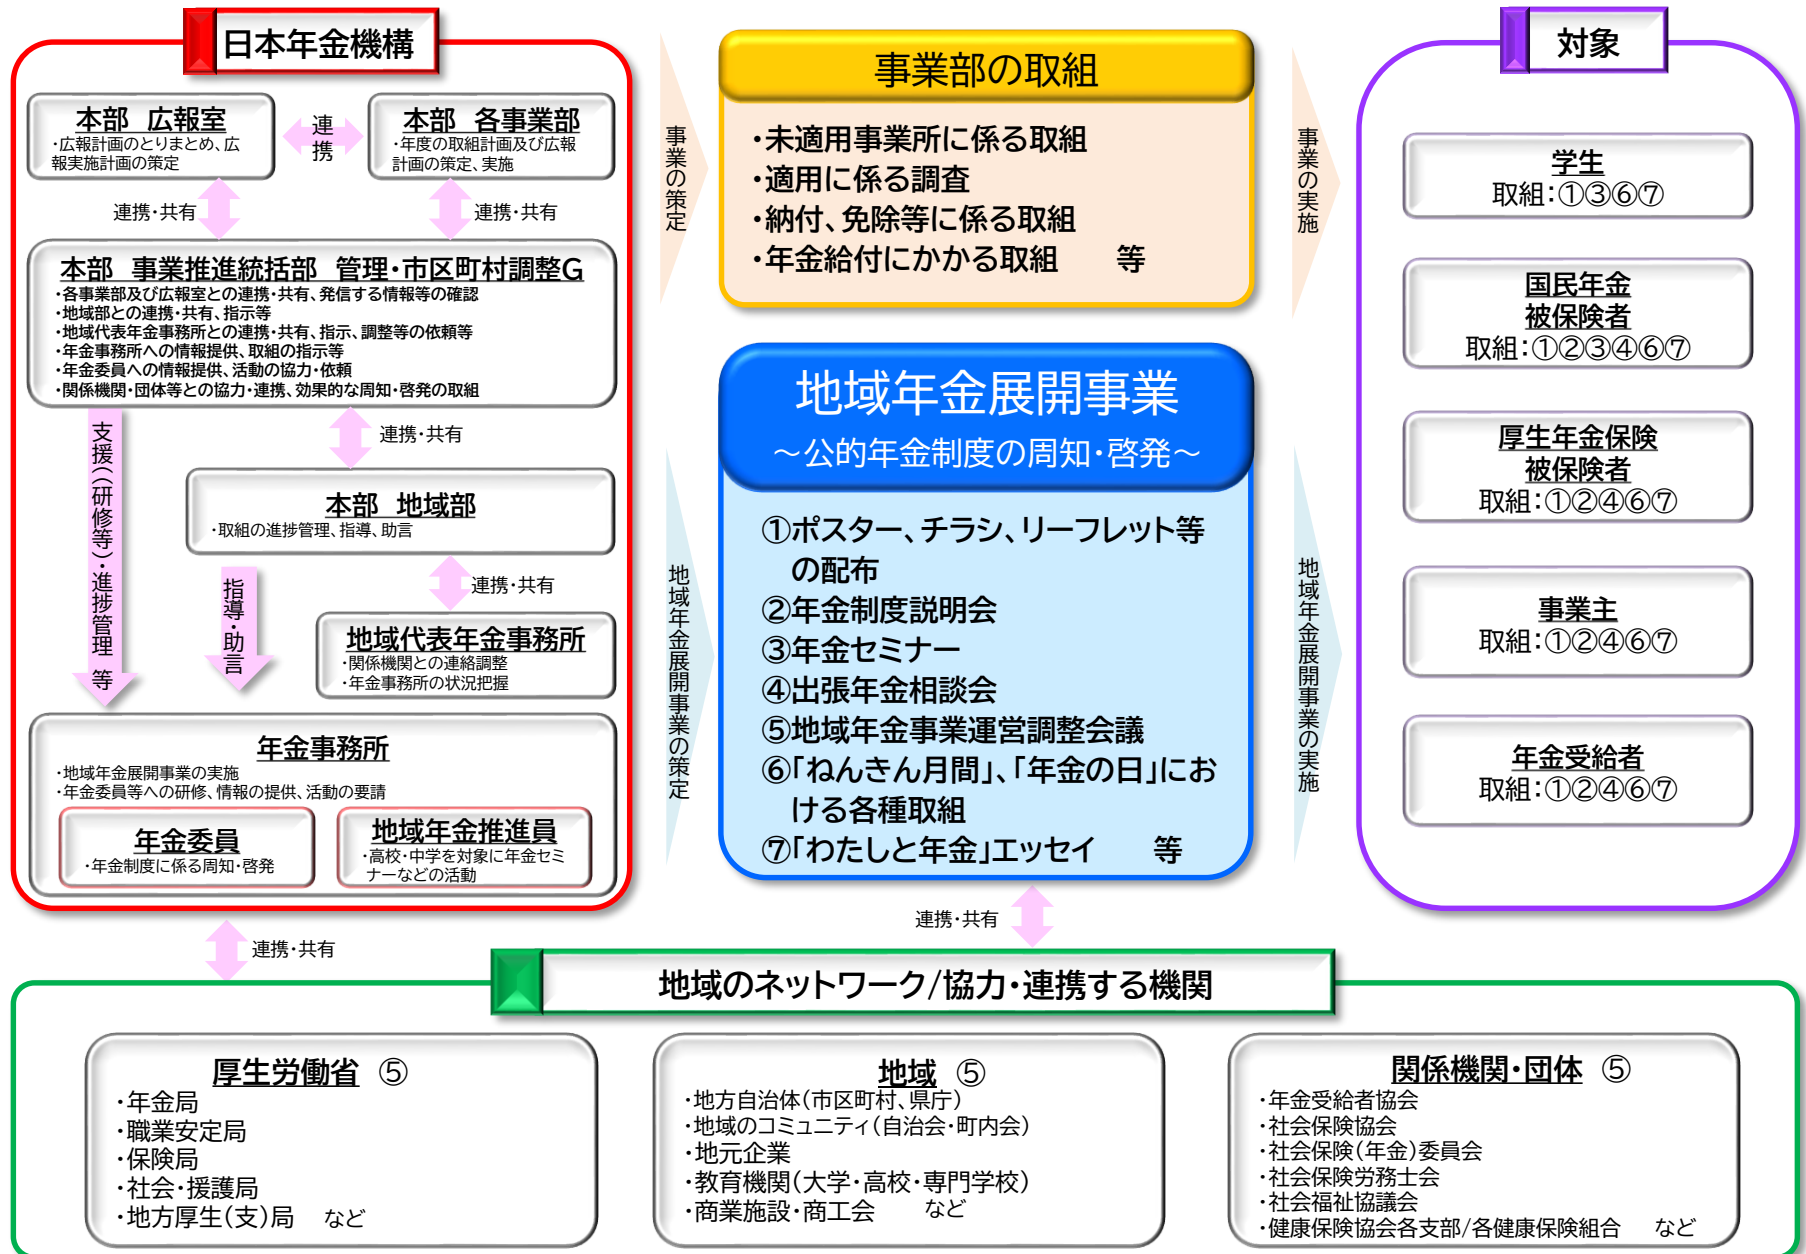 日本年金機構
本部 広報室
・広報計画のとりまとめ、広
報実施計画の策定
連携
本部 各事業部
・年度の取組計画及び広報
計画の策定、実施
連携・共有
連携・共有
本部 事業推進統括部 管理・市区町村調整G
・各事業部及び広報室との連携・共有、発信する情報等の確認
・地域部との連携・共有、指示等
・地域代表年金事務所との連携・共有、指示、調整等の依頼等
・年金事務所への情報提供、取組の指示等
・年金委員への情報提供、活動の協力・依頼
・関係機関・団体等との協力・連携、効果的な周知・啓発の取組
支援(研修等)・進捗管理 等
連携・共有
本部 地域部
・取組の進捗管理、指導、助言
指導・助言
連携・共有
地域代表年金事務所
・関係機関との連絡調整
・年金事務所の状況把握
年金事務所
・地域年金展開事業の実施
・年金委員等への研修、情報の提供、活動の要請
年金委員
・年金制度に係る周知・啓発
地域年金推進員
・高校・中学を対象に年金セミ
ナーなどの活動
連携・共有
事業の策定
地域年金展開事業の策定
事業部の取組
・未適用事業所に係る取組
・適用に係る調査
・納付、免除等に係る取組
・年金給付にかかる取組 等
地域年金展開事業
～公的年金制度の周知・啓発～
①ポスター、チラシ、リーフレット等
の配布
②年金制度説明会
③年金セミナー
④出張年金相談会
⑤地域年金事業運営調整会議
⑥「ねんきん月間」、「年金の日」にお
ける各種取組
⑦「わたしと年金」エッセイ 等
連携・共有
事業の実施
地域年金展開事業の実施
対象
学生
取組:①③⑥⑦
国民年金
被保険者
取組:①②③④⑥⑦
厚生年金保険
被保険者
取組:①②④⑥⑦
事業主
取組:①②④⑥⑦
年金受給者
取組:①②④⑥⑦
地域のネットワーク/協力・連携する機関
厚生労働省 ⑤
・年金局
・職業安定局
・保険局
・社会・援護局
・地方厚生(支)局 など
地域 ⑤
・地方自治体(市区町村、県庁)
・地域のコミュニティ(自治会・町内会)
・地元企業
・教育機関(大学・高校・専門学校)
・商業施設・商工会 など
関係機関・団体 ⑤
・年金受給者協会
・社会保険協会
・社会保険(年金)委員会
・社会保険労務士会
・社会福祉協議会
・健康保険協会各支部/各健康保険組合 など